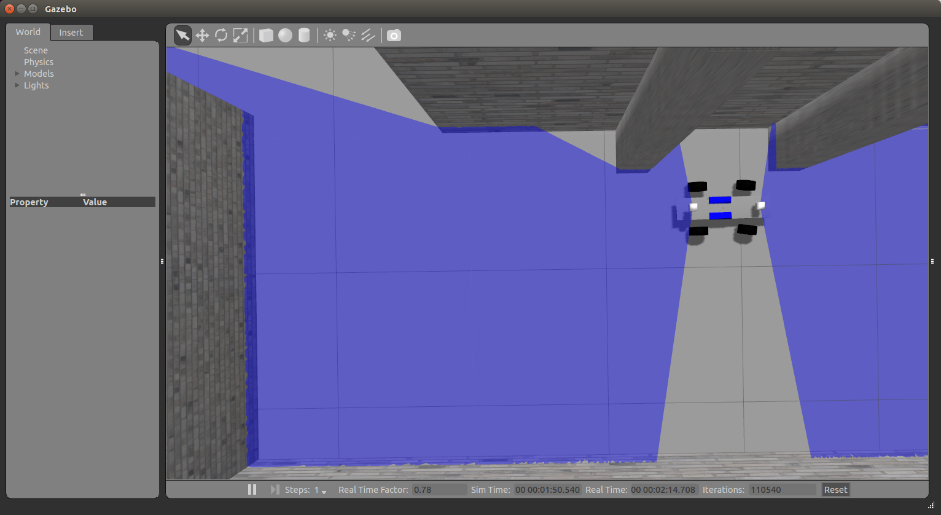 Gazebo
World Insert
Scene
Physics
Models
Lights
Property Value
Steps: 1 Real Time Factor: 0.78 Sim Time: 00 00:01:50.540 Real Time: 00 00:02:14.708 Iterations: 110540 Reset